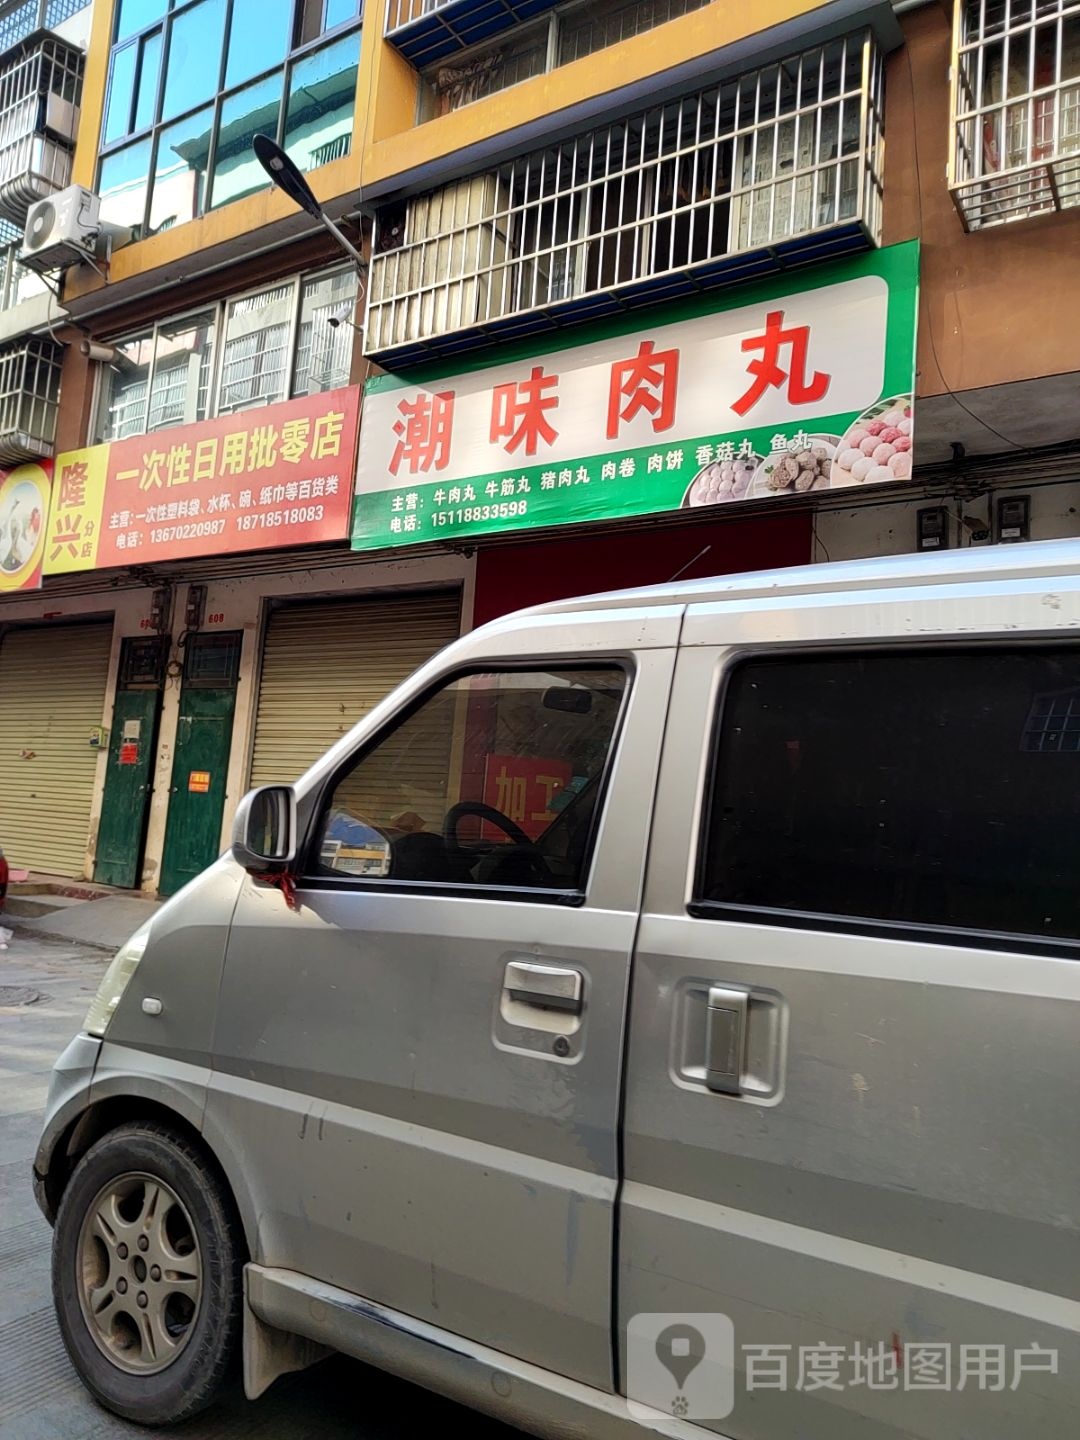 潮味肉丸
主营：牛肉丸 牛筋丸 猪肉丸 肉卷 肉饼 香菇丸 鱼丸
电话：15118833598
隆兴
分店
一次性日用批零店
主营：一次性塑料袋、水杯、碗、纸巾等百货类
电话：13670220987 18718518083
608
加工
百度地图用户